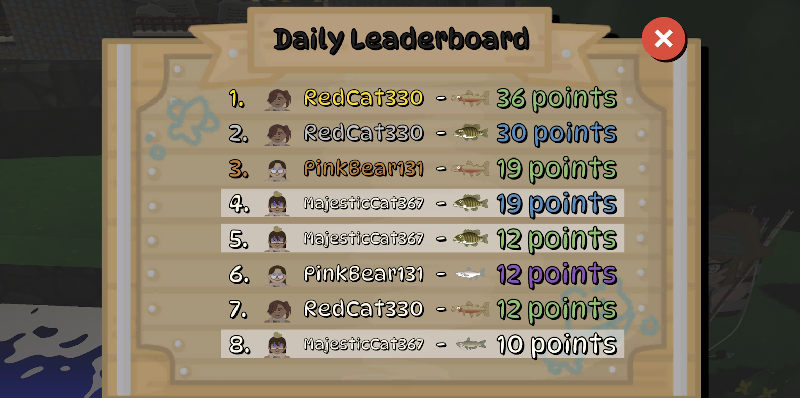 Daily Leaderboard
1. RedCat330 - 36 points
2. RedCat330 - 30 points
3. PinkBear131 - 19 points
4. MajesticCat367 - 19 points
5. MajesticCat367 - 12 points
6. PinkBear131 - 12 points
7. RedCat330 - 12 points
8. MajesticCat367 - 10 points